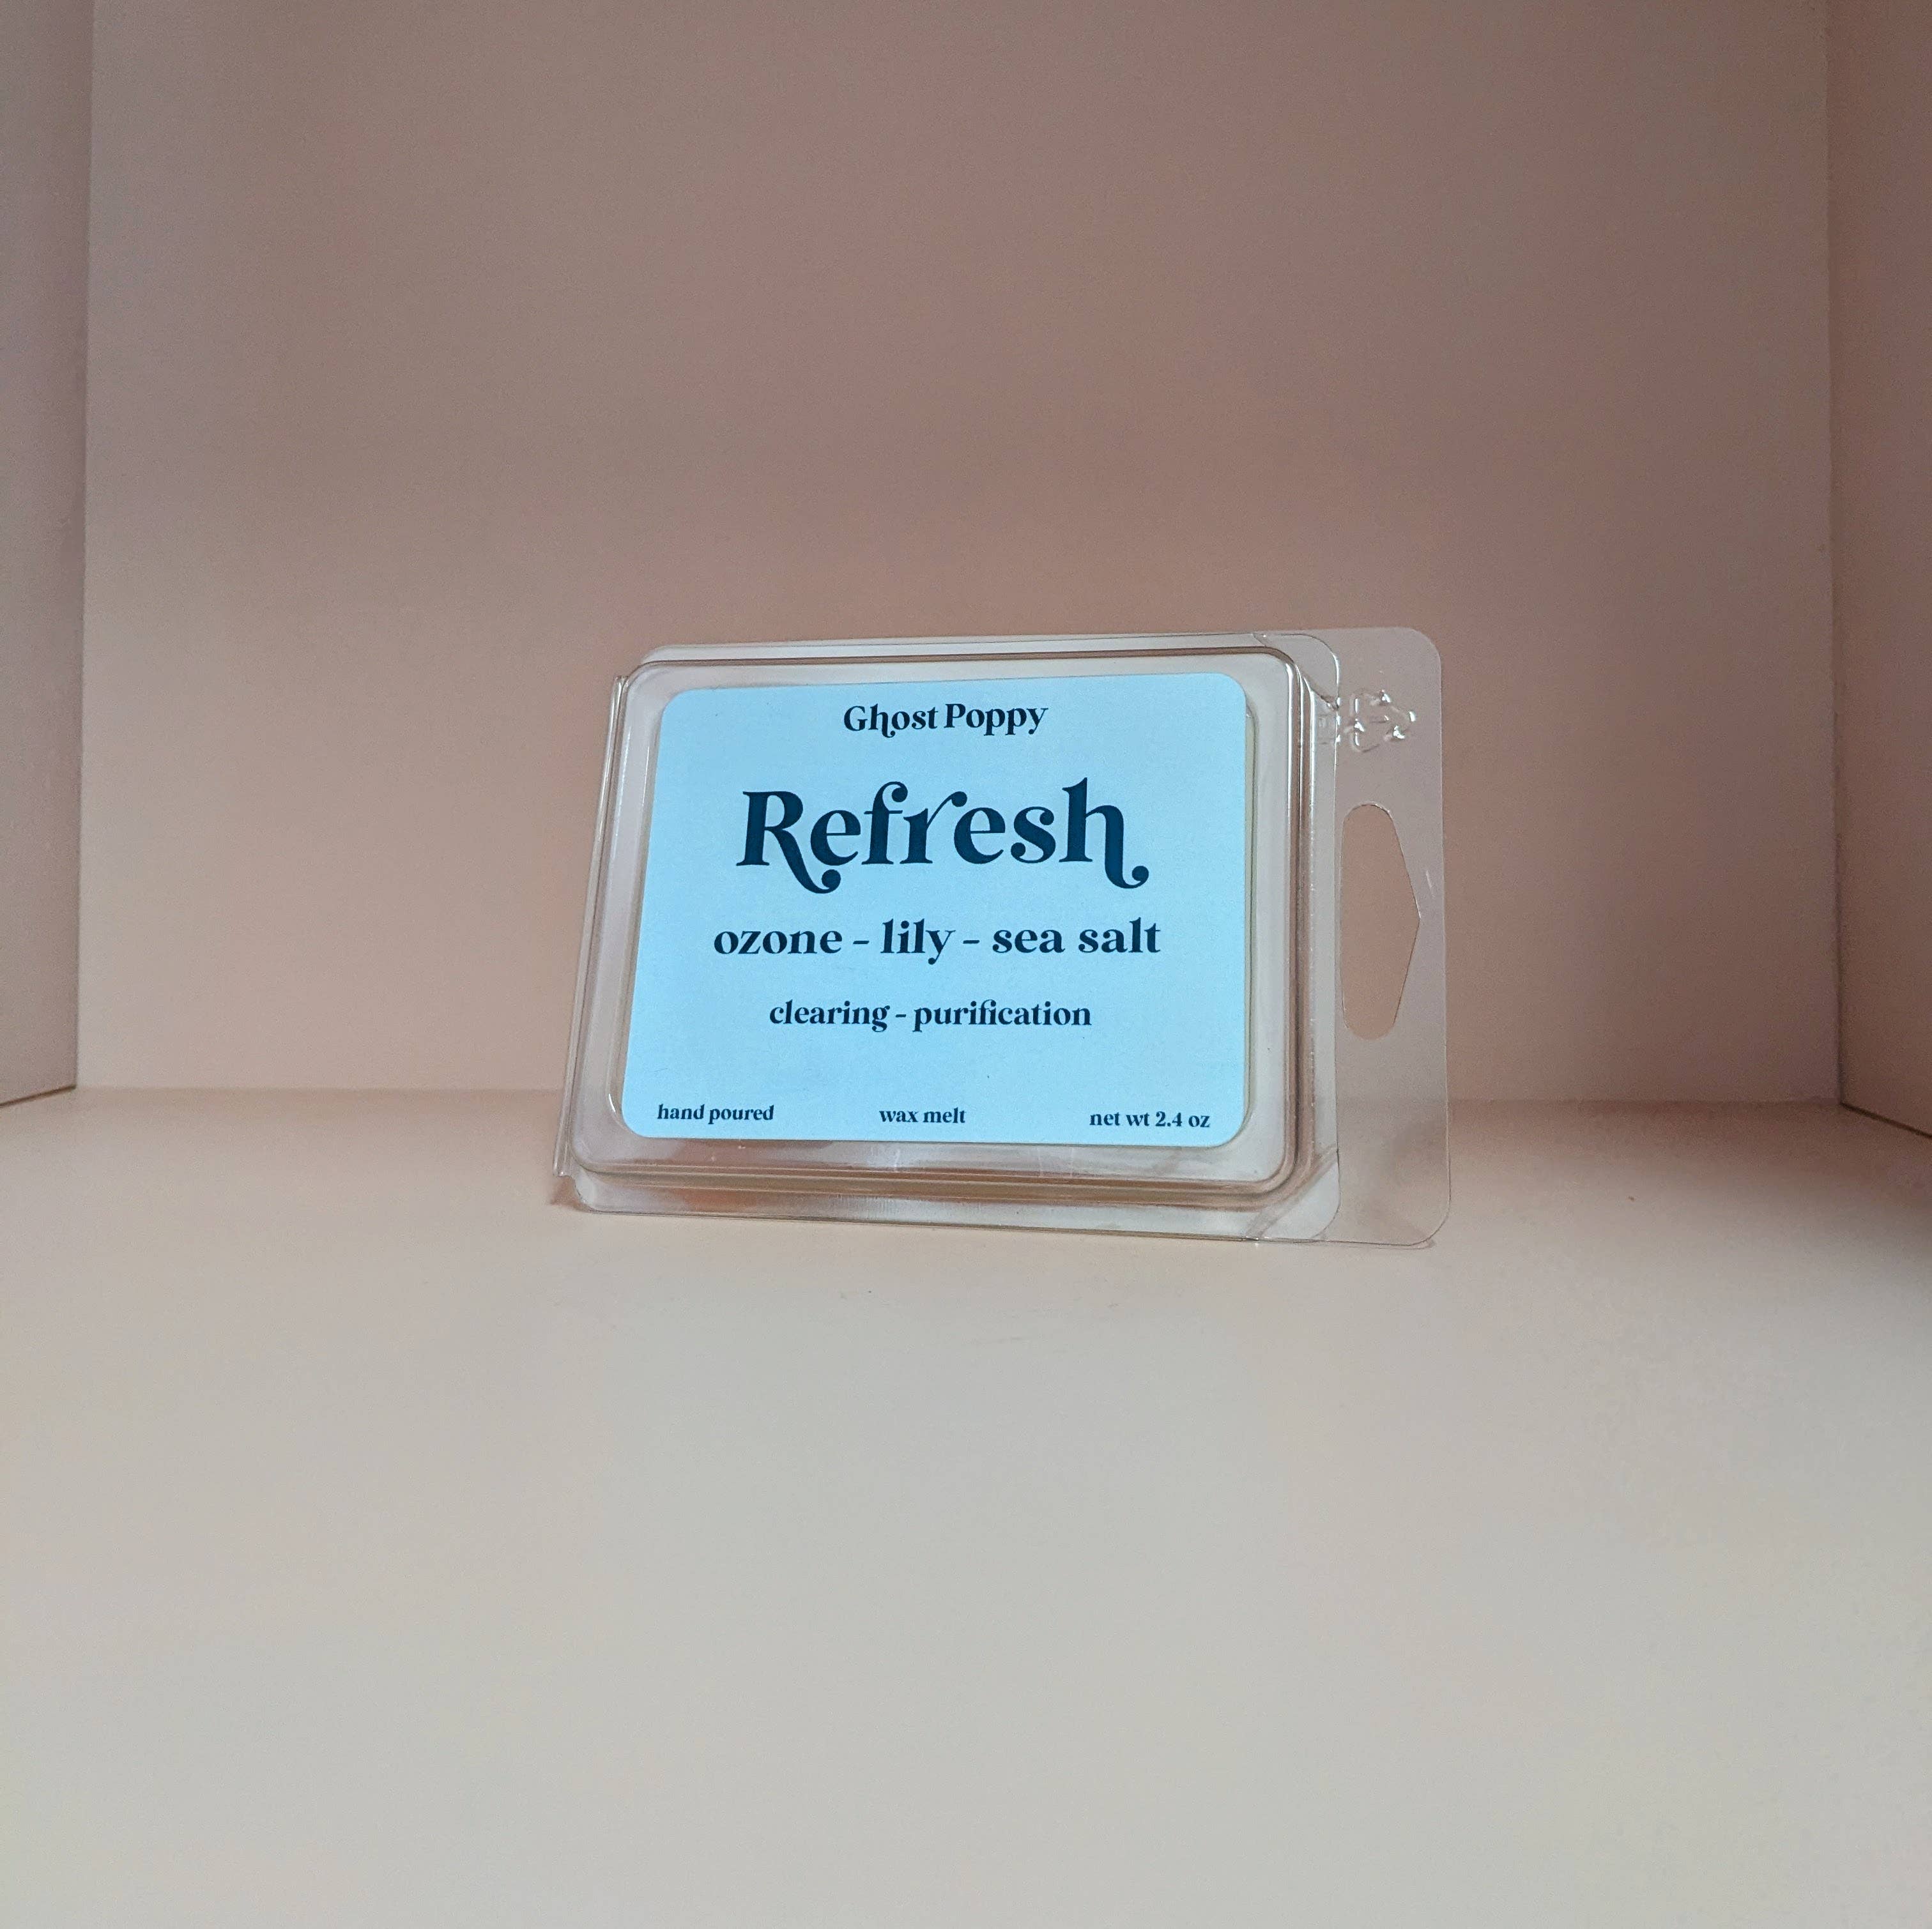 Ghost Poppy
Refresh
ozone - lily - sea salt
clearing - purification
hand poured wax melt net wt 2.4 oz